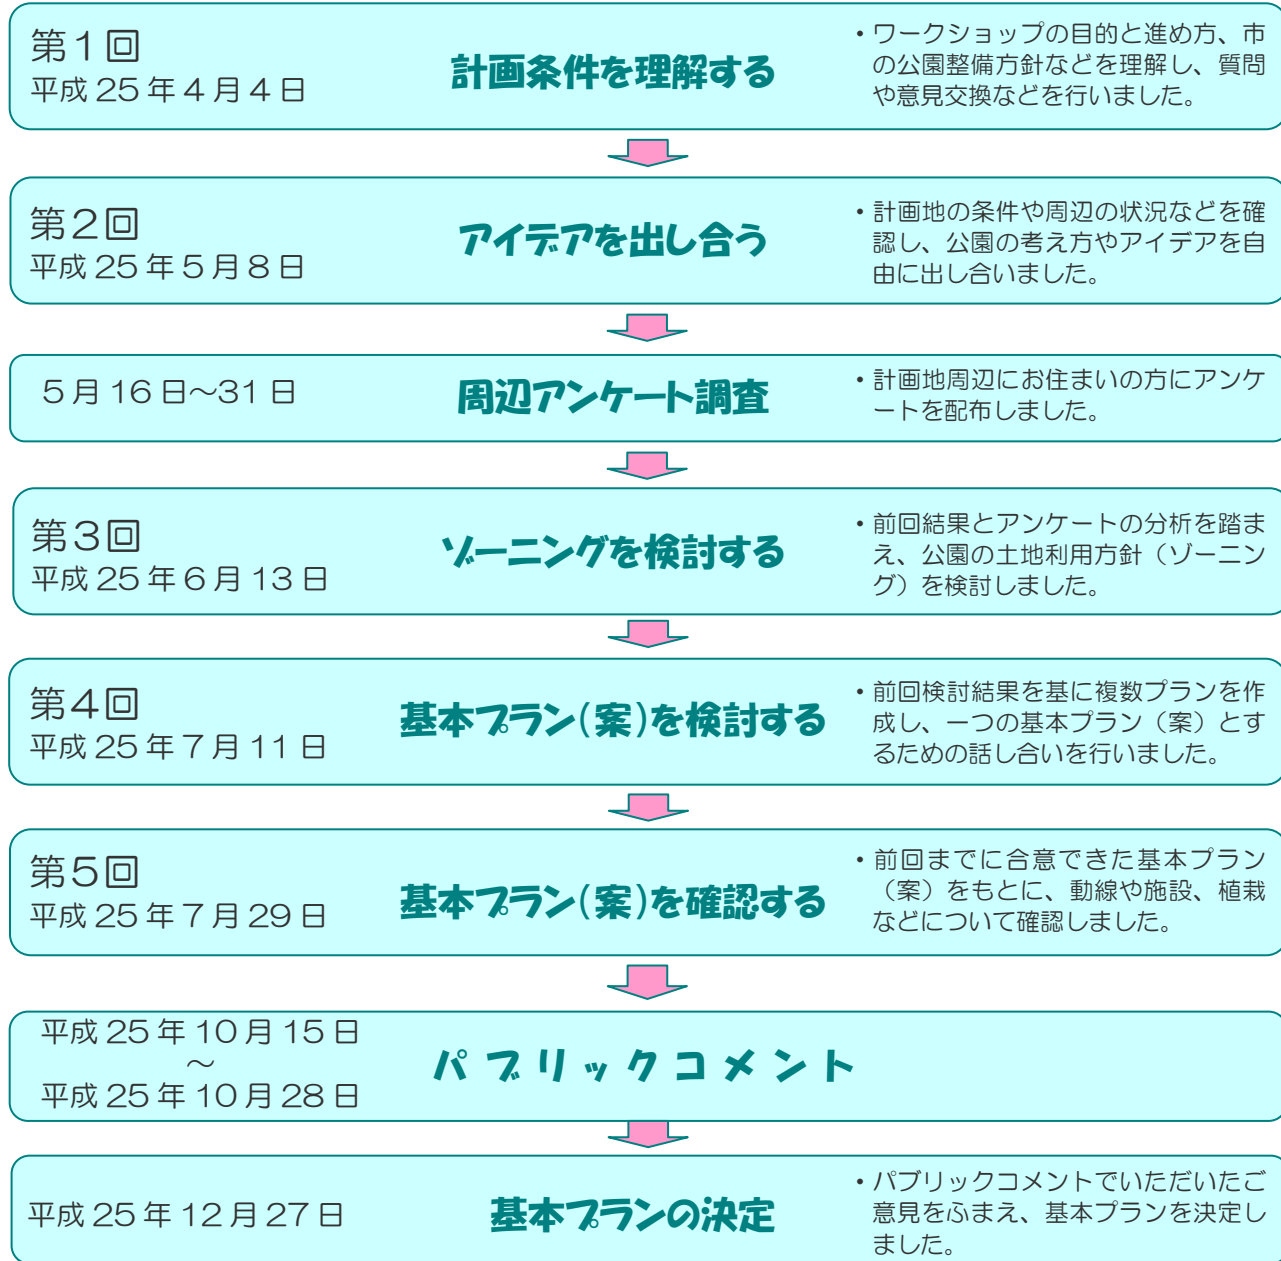 第１回
平成 25 年 4 月 4 日
計画条件を理解する
・ワークショップの目的と進め方、市
の公園整備方針などを理解し、質問
や意見交換などを行いました。
第２回
平成 25 年 5 月 8 日
アイデアを出し合う
・計画地の条件や周辺の状況などを確
認し、公園の考え方やアイデアを自
由に出し合いました。
5 月 16 日～31 日
周辺アンケート調査
・計画地周辺にお住まいの方にアンケ
ートを配布しました。
第３回
平成 25 年 6 月 13 日
ゾーニングを検討する
・前回結果とアンケートの分析を踏ま
え、公園の土地利用方針（ゾーニン
グ）を検討しました。
第４回
平成 25 年 7 月 11 日
基本プラン(案)を検討する
・前回検討結果を基に複数プランを作
成し、一つの基本プラン（案）とす
るための話し合いを行いました。
第５回
平成 25 年 7 月 29 日
基本プラン(案)を確認する
・前回までに合意できた基本プラン
（案）をもとに、動線や施設、植栽
などについて確認しました。
平成 25 年 10 月 15 日
～
平成 25 年 10 月 28 日
パブリックコメント
平成 25 年 12 月 27 日
基本プランの決定
・パブリックコメントでいただいたご
意見をふまえ、基本プランを決定し
ました。